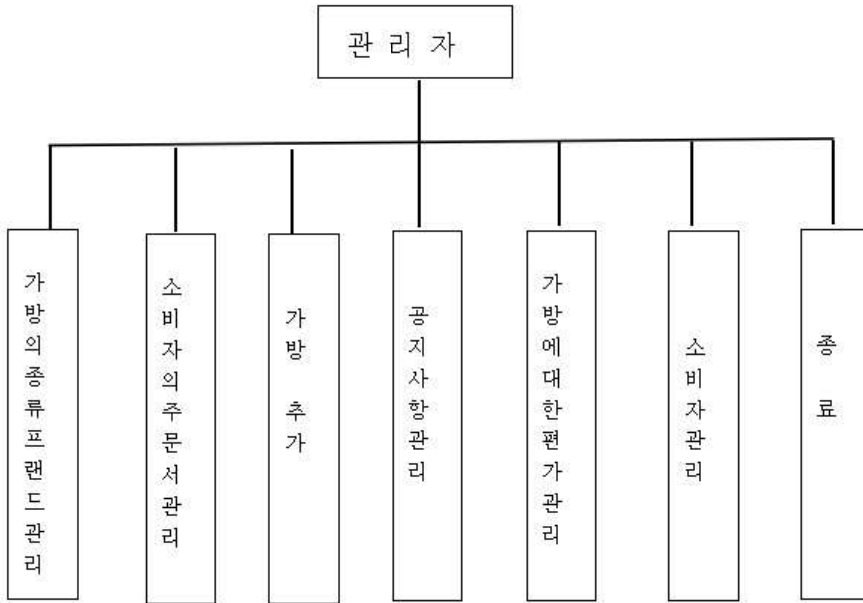 관 리 자
가방의종류프랜드관리
소비자의주문서관리
가방 추가
공지사항관리
가방에대한편가관리
소비자관리
종 료